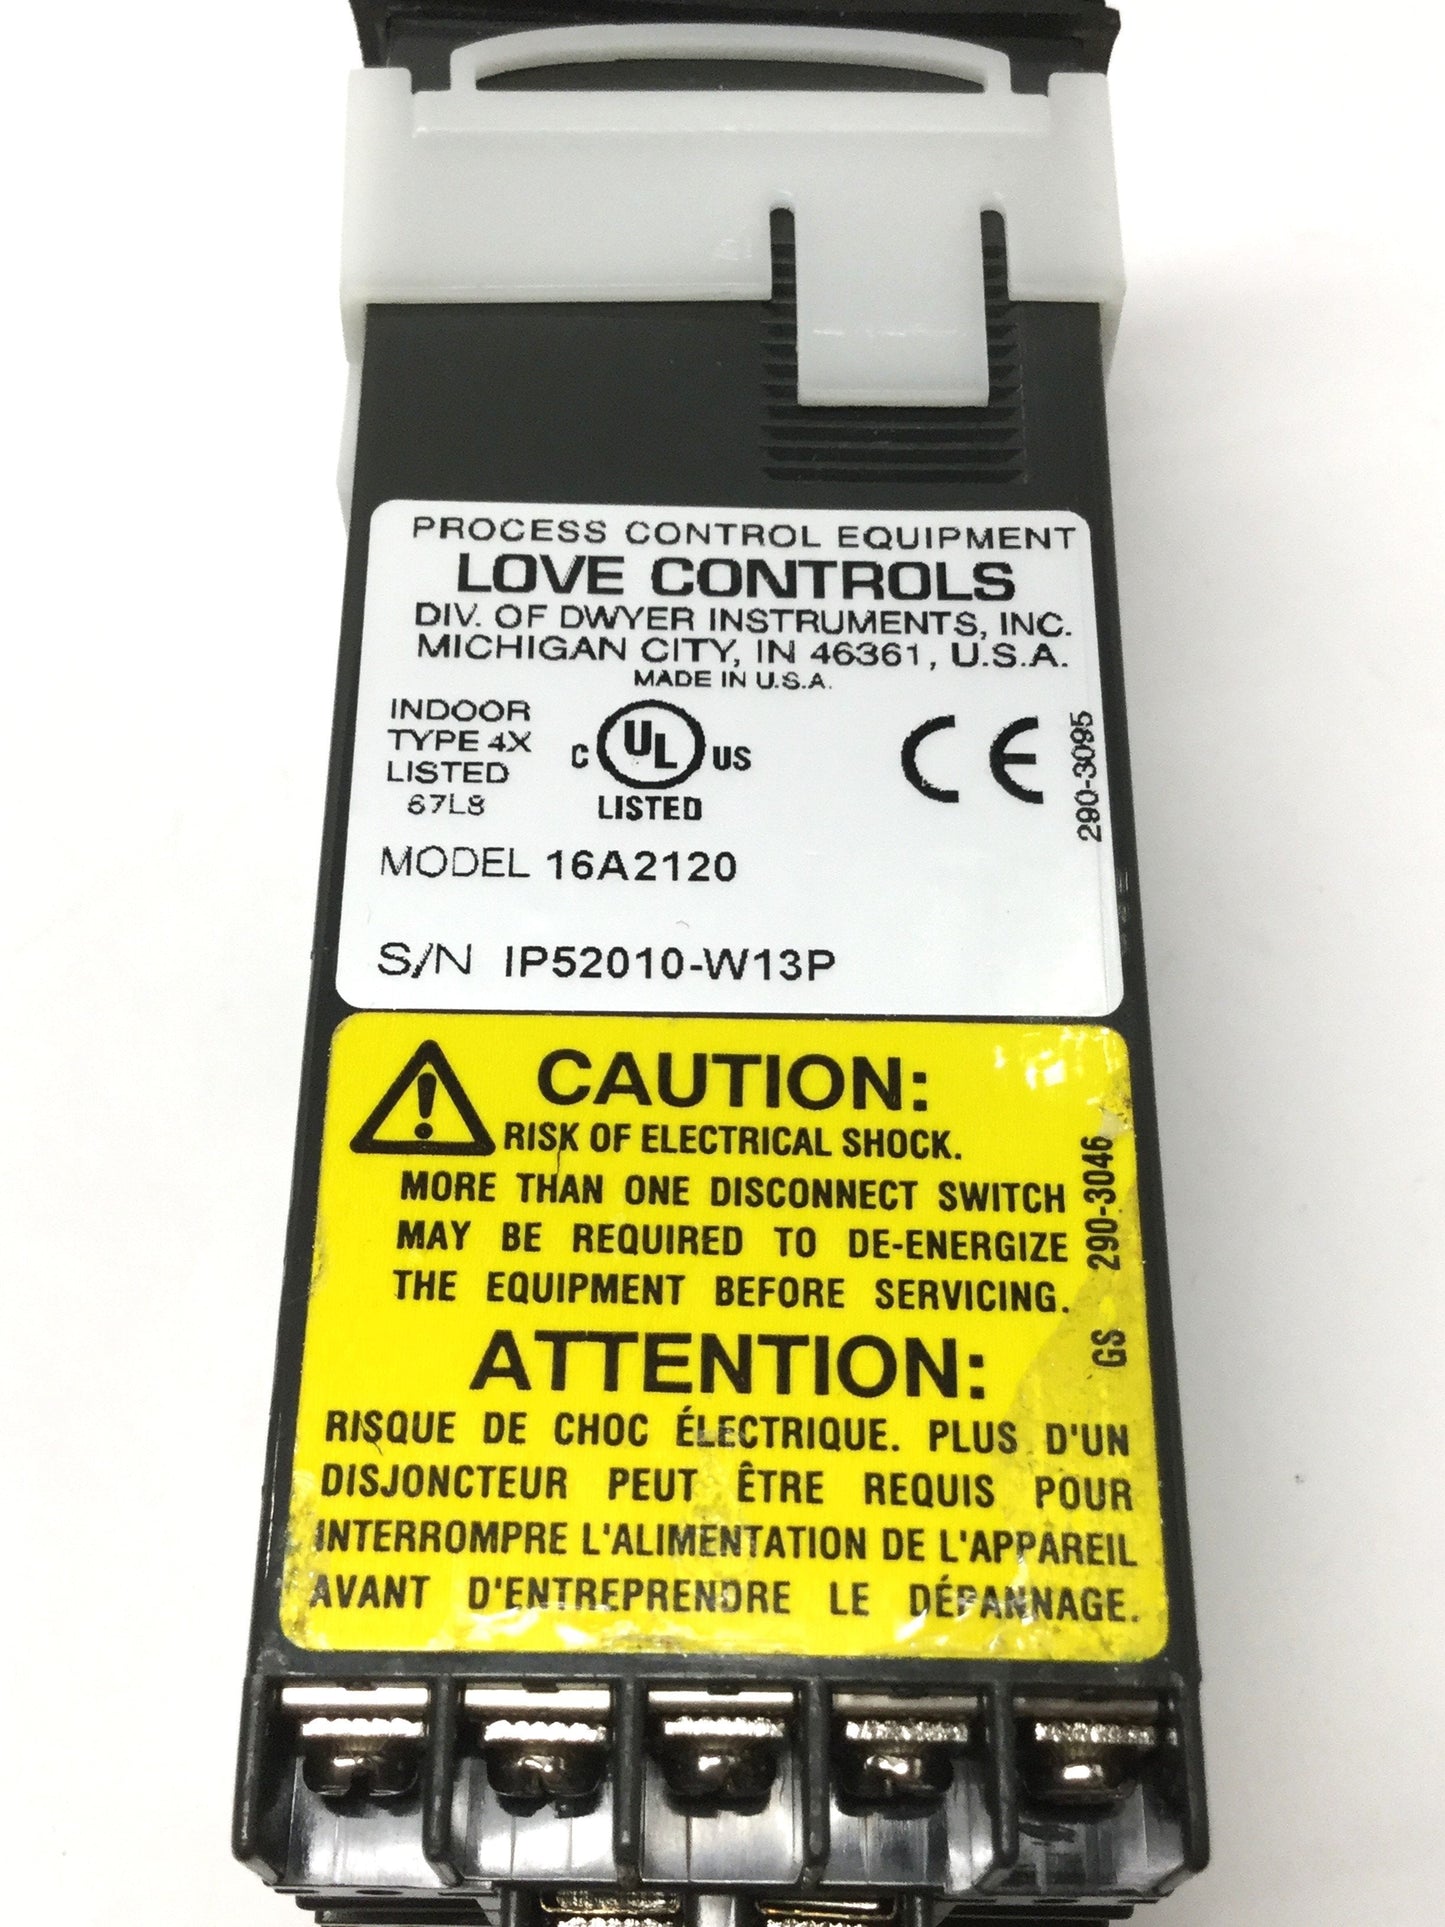 PROCESS CONTROL EQUIPMENT
LOVE CONTROLS
DIV. OF DWYER INSTRUMENTS, INC.
MICHIGAN CITY, IN 46361, U.S.A.
MADE IN U.S.A.
INDOOR
TYPE 4X
LISTED
67L8
C UL US
LISTED
CE
290-3095
MODEL 16A2120
S/N IP52010-W13P
CAUTION:
RISK OF ELECTRICAL SHOCK.
MORE THAN ONE DISCONNECT SWITCH
MAY BE REQUIRED TO DE-ENERGIZE
THE EQUIPMENT BEFORE SERVICING.
GS 290-3046
ATTENTION:
RISQUE DE CHOC ÉLECTRIQUE. PLUS D'UN
DISJONCTEUR PEUT ÊTRE REQUIS POUR
INTERROMPRE L'ALIMENTATION DE L'APPAREIL
AVANT D'ENTREPRENDRE LE DÉPANNAGE.